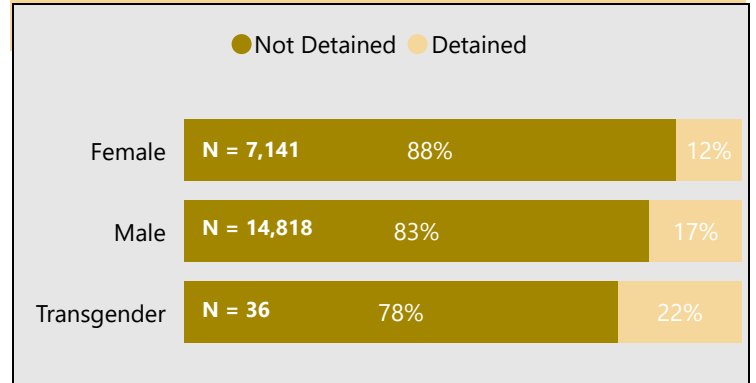 Not Detained Detained
Female N = 7,141 88% 12%
Male N = 14,818 83% 17%
Transgender N = 36 78% 22%